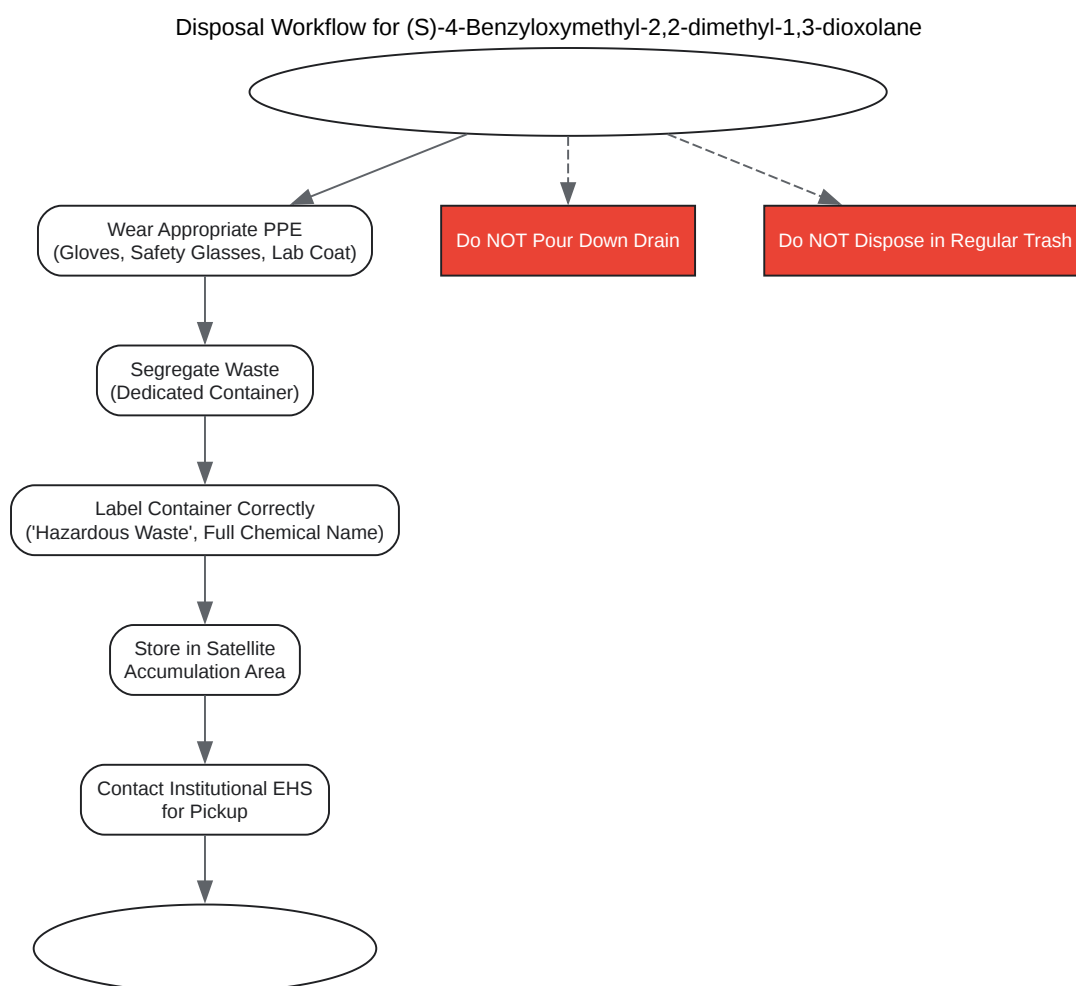 Disposal Workflow for (S)-4-Benzyloxymethyl-2,2-dimethyl-1,3-dioxolane
Wear Appropriate PPE
(Gloves, Safety Glasses, Lab Coat)
Do NOT Pour Down Drain
Do NOT Dispose in Regular Trash
Segregate Waste
(Dedicated Container)
Label Container Correctly
('Hazardous Waste', Full Chemical Name)
Store in Satellite
Accumulation Area
Contact Institutional EHS
for Pickup